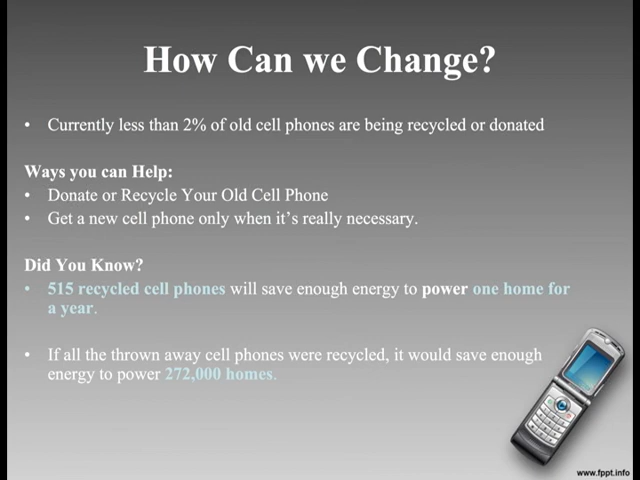 How Can we Change?
• Currently less than 2% of old cell phones are being recycled or donated
Ways you can Help:
• Donate or Recycle Your Old Cell Phone
• Get a new cell phone only when it's really necessary.
Did You Know?
• 515 recycled cell phones will save enough energy to power one home for
a year.
• If all the thrown away cell phones were recycled, it would save enough
energy to power 272,000 homes.
www.fppt.info